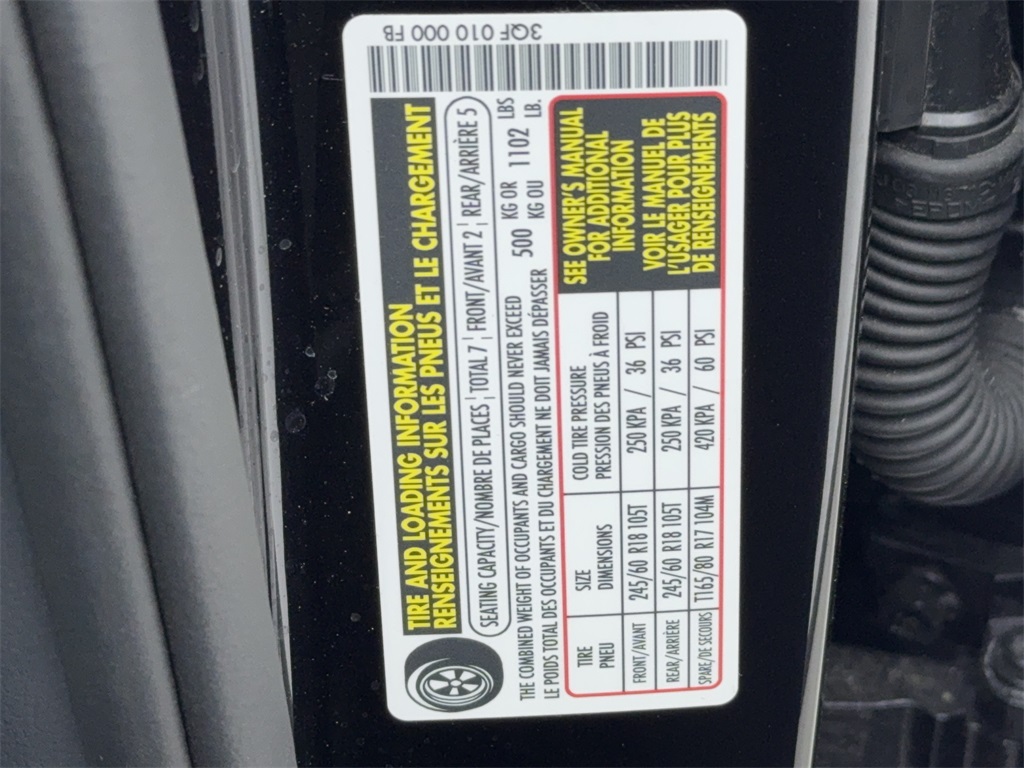 3QF 010 000 FB
TIRE AND LOADING INFORMATION
RENSEIGNEMENTS SUR LES PNEUS ET LE CHARGEMENT
SEATING CAPACITY/NOMBRE DE PLACES ¦ TOTAL 7 ¦ FRONT/AVANT 2 ¦ REAR/ARRIÈRE 5
THE COMBINED WEIGHT OF OCCUPANTS AND CARGO SHOULD NEVER EXCEED 500 KG OR 1102 LBS
LE POIDS TOTAL DES OCCUPANTS ET DU CHARGEMENT NE DOIT JAMAIS DÉPASSER KG OU LB.
TIRE SIZE COLD TIRE PRESSURE
PNEU DIMENSIONS PRESSION DES PNEUS À FROID
FRONT/AVANT 245/60 R18 105T 250 KPA / 36 PSI
REAR/ARRIÈRE 245/60 R18 105T 250 KPA / 36 PSI
SPARE/DE SECOURS T165/80 R17 104M 420 KPA / 60 PSI
SEE OWNER'S MANUAL
FOR ADDITIONAL
INFORMATION
VOIR LE MANUEL DE
L'USAGER POUR PLUS
DE RENSEIGNEMENTS